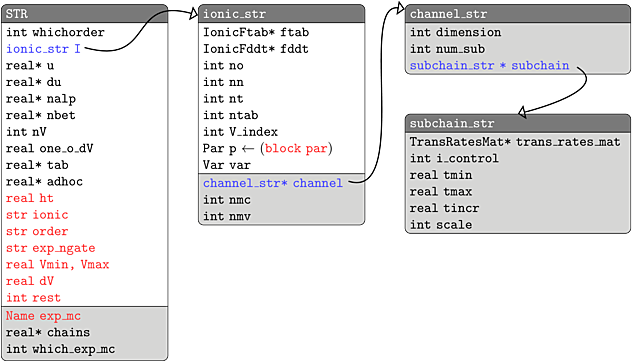 STR
int whichorder
ionic_str I
real* u
real* du
real* nalp
real* nbet
int nV
real one_o_dV
real* tab
real* adhoc
real ht
str ionic
str order
str exp_ngate
real Vmin, Vmax
real dV
int rest
Name exp_mc
real* chains
int which_exp_mc
ionic_str
IonicFtab* ftab
IonicFddt* fddt
int no
int nn
int nt
int ntab
int V_index
Par p ← (block par)
Var var
channel_str* channel
int nmc
int nmv
channel_str
int dimension
int num_sub
subchain_str * subchain
subchain_str
TransRatesMat* trans_rates_mat
int i_control
real tmin
real tmax
real tincr
int scale